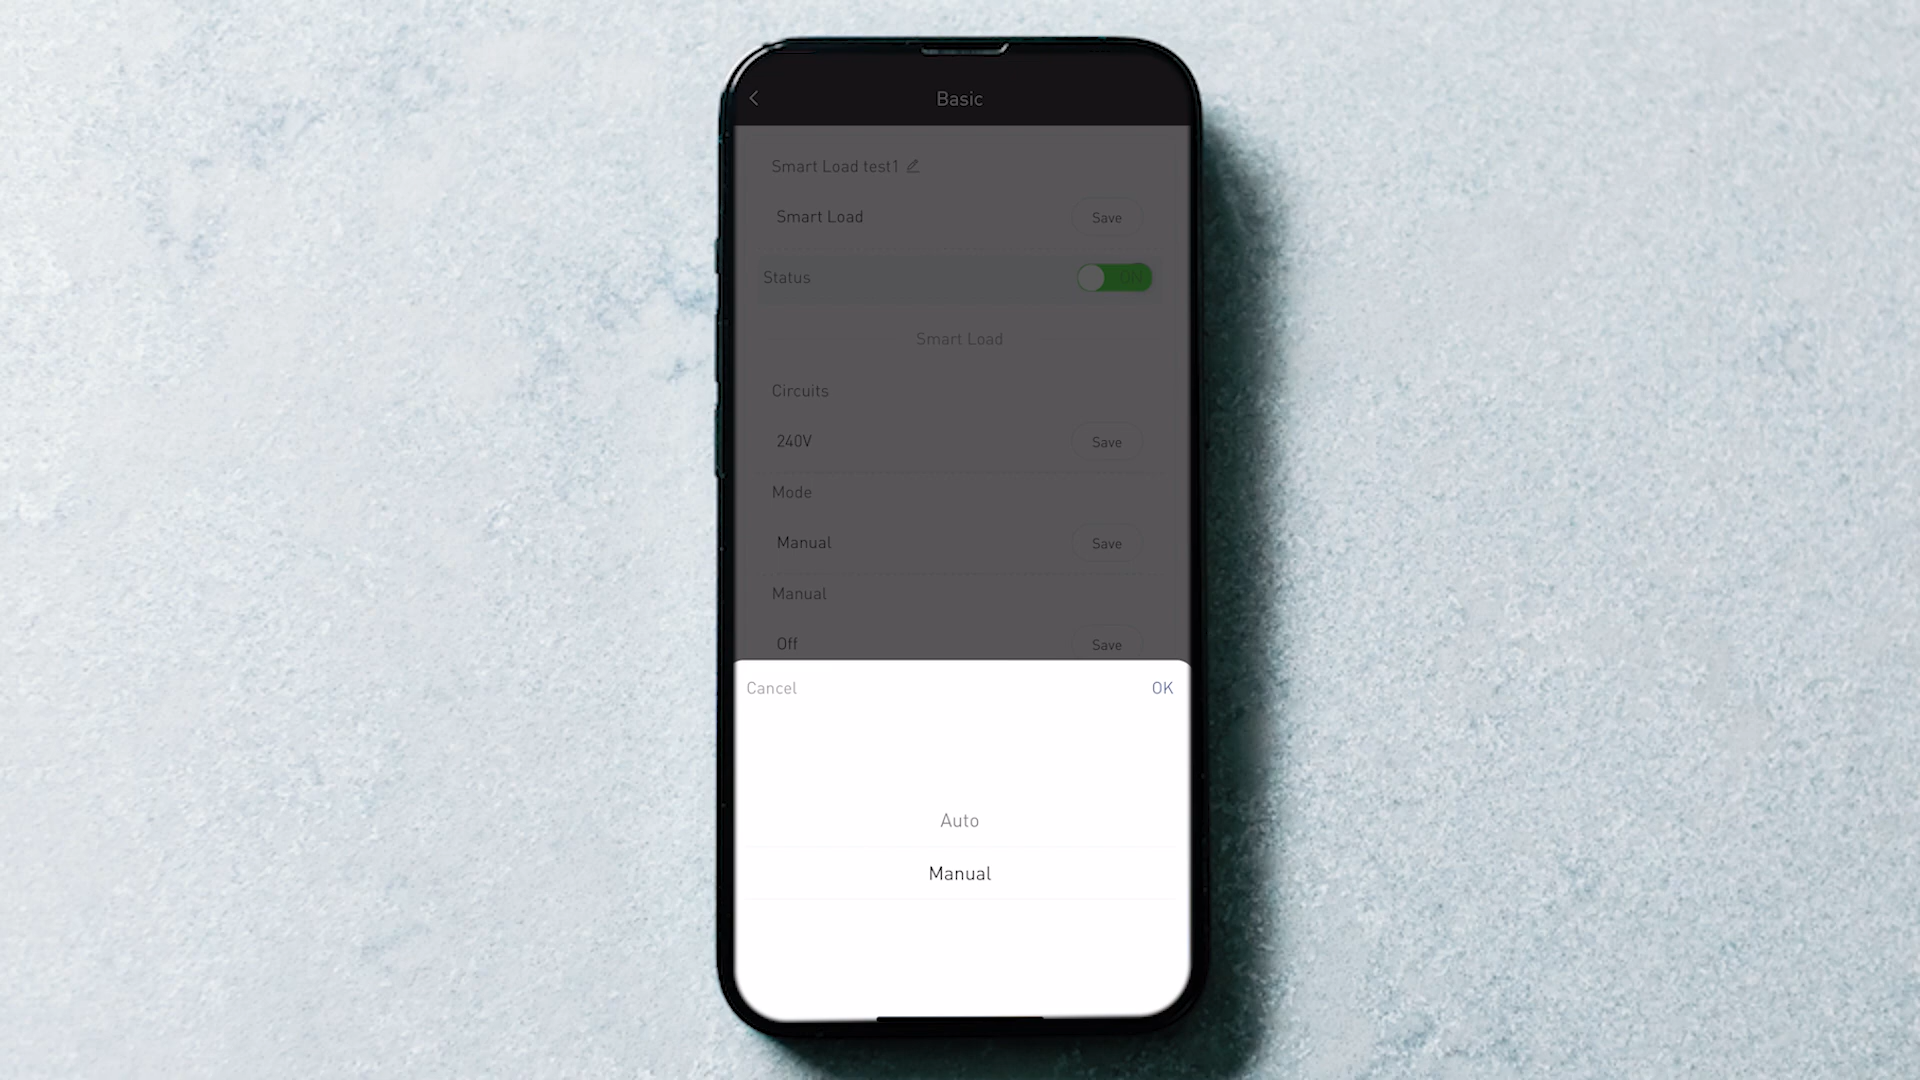 Basic
Smart Load test1
Smart Load Save
Status ON
Smart Load
Circuits
240V Save
Mode
Manual Save
Manual
Off Save
Cancel OK
Auto
Manual